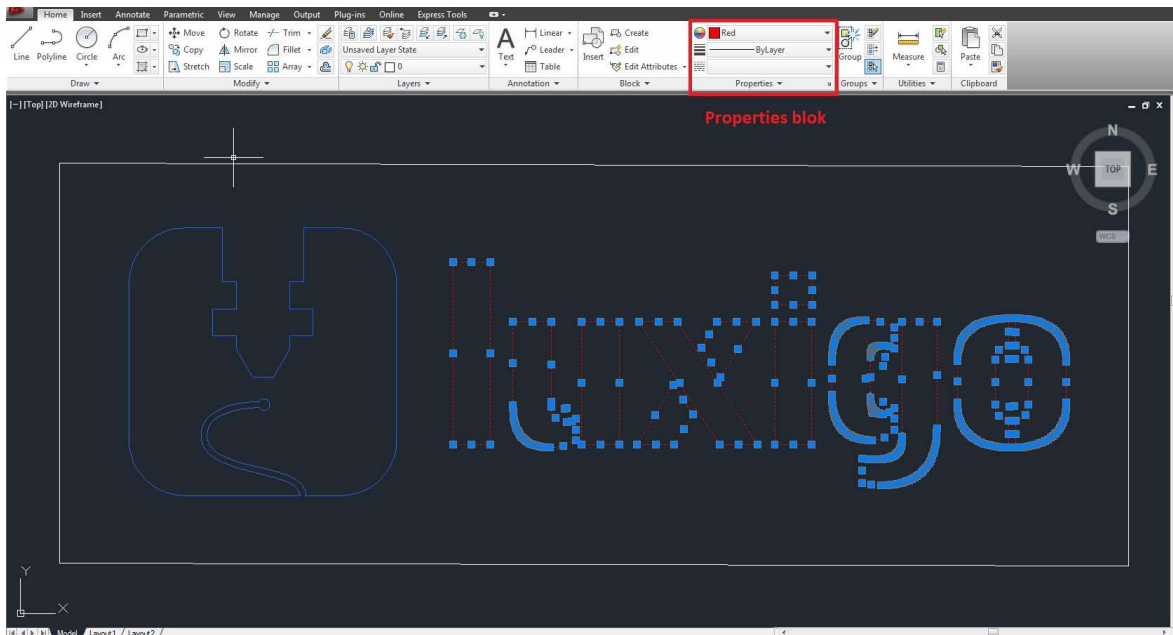 Home Insert Annotate Parametric View Manage Output Plug-ins Online Express Tools
Move Rotate Trim
Line Polyline Circle Arc Copy Mirror Fillet Unsaved Layer State Text Linear Leader Table Insert Create Edit Edit Attributes Red ByLayer Group Measure Paste
Stretch Scale Array 0
Draw Modify Layers Annotation Block Properties Groups Utilities Clipboard
[−][Top][2D Wireframe]
Properties blok
N
W TOP E
S
WCS
luxigo
Y
X
Model Layout1 Layout2